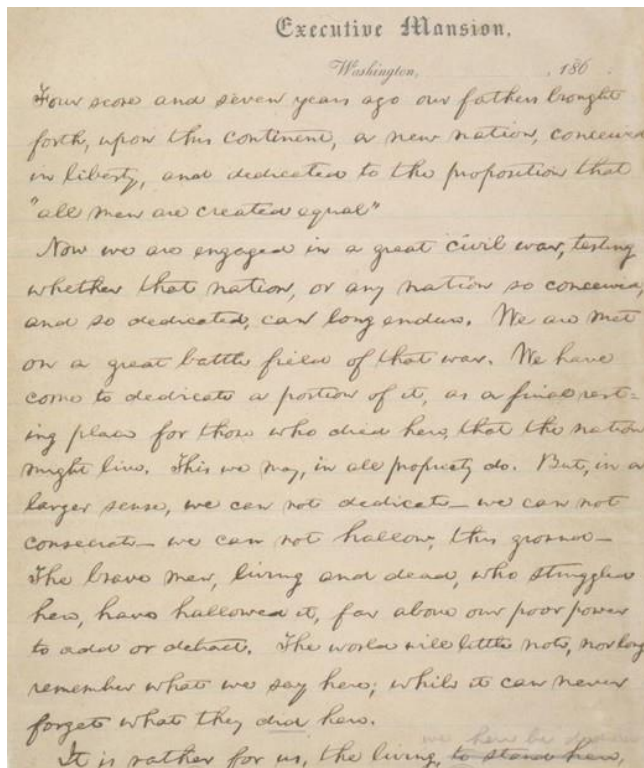 Executive Mansion,
Washington, , 186 .
Four score and seven years ago our fathers brought
forth, upon this continent, a new nation, conceived
in liberty, and dedicated to the proposition that
"all men are created equal"
Now we are engaged in a great civil war, testing
whether that nation, or any nation so conceived,
and so dedicated, can long endure. We are met
on a great battle field of that war. We have
come to dedicate a portion of it, as a final rest-
ing place for those who died here, that the nation
might live. This we may, in all propriety do. But, in a
larger sense, we can not dedicate — we can not
consecrate — we can not hallow, this ground —
The brave men, living and dead, who struggled
here, have hallowed it, far above our poor power
to add or detract. The world will little note, nor long
remember what we say here; while it can never
forget what they did here.
we here be
It is rather for us, the living, to stand here,